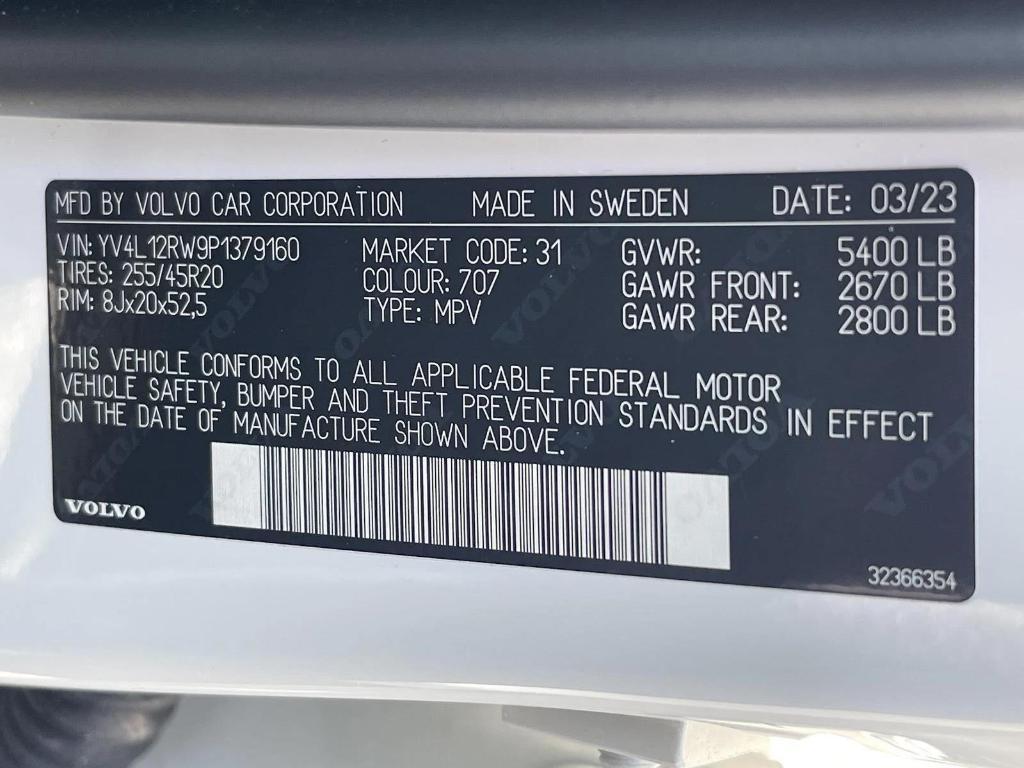 MFD BY VOLVO CAR CORPORATION MADE IN SWEDEN DATE: 03/23
VIN: YV4L12RW9P1379160 MARKET CODE: 31 GVWR: 5400 LB
TIRES: 255/45R20 COLOUR: 707 GAWR FRONT: 2670 LB
RIM: 8Jx20x52,5 TYPE: MPV GAWR REAR: 2800 LB
THIS VEHICLE CONFORMS TO ALL APPLICABLE FEDERAL MOTOR
VEHICLE SAFETY, BUMPER AND THEFT PREVENTION STANDARDS IN EFFECT
ON THE DATE OF MANUFACTURE SHOWN ABOVE.
VOLVO
32366354